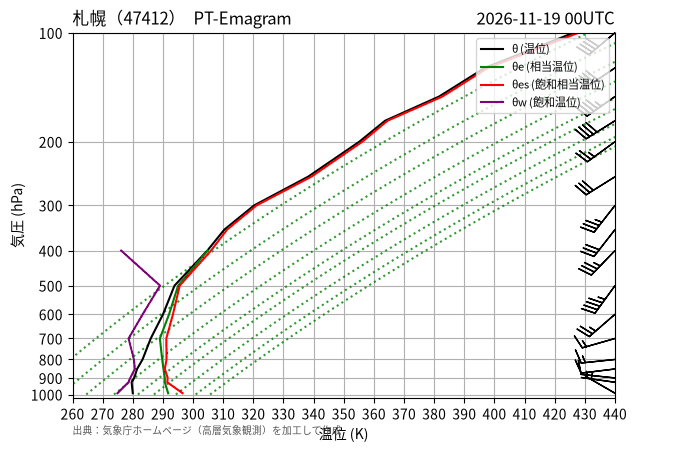 札幌（47412） PT-Emagram
2026-11-19 00UTC
θ (温位)
θe (相当温位)
θes (飽和相当温位)
θw (飽和温位)
気圧 (hPa)
100
200
300
400
500
600
700
800
900
1000
260 270 280 290 300 310 320 330 340 350 360 370 380 390 400 410 420 430 440
温位 (K)
出典：気象庁ホームページ（高層気象観測）を加工して